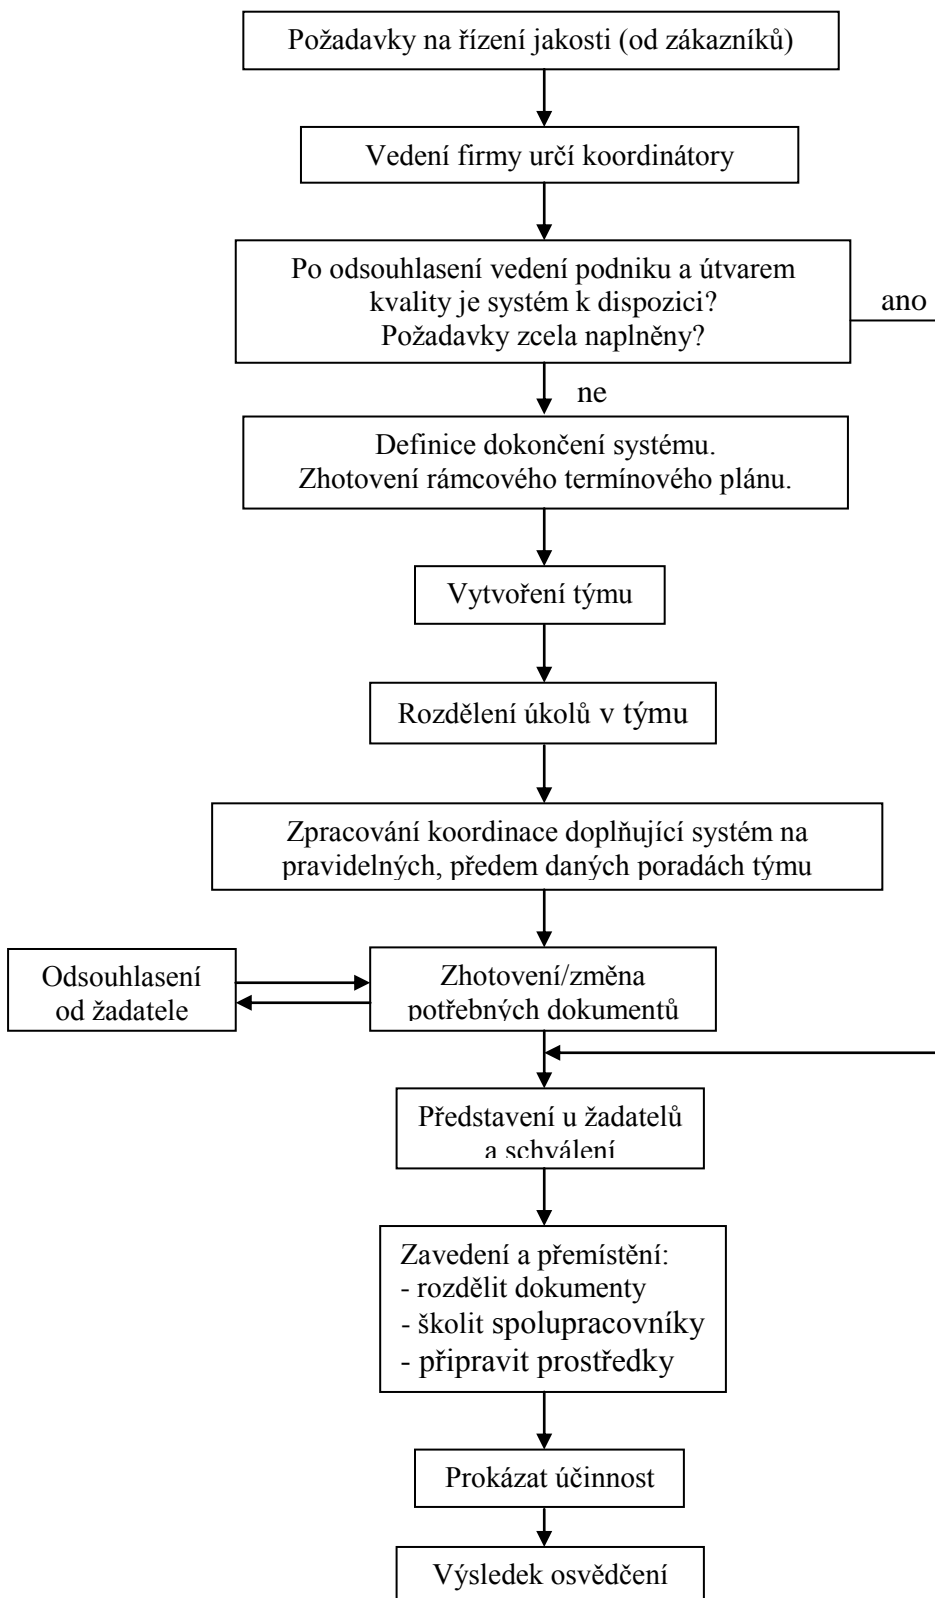 Požadavky na řízení jakosti (od zákazníků)
Vedení firmy určí koordinátory
Po odsouhlasení vedení podniku a útvarem
kvality je systém k dispozici?
Požadavky zcela naplněny?
ano
ne
Definice dokončení systému.
Zhotovení rámcového termínového plánu.
Vytvoření týmu
Rozdělení úkolů v týmu
Zpracování koordinace doplňující systém na
pravidelných, předem daných poradách týmu
Odsouhlasení
od žadatele
Zhotovení/změna
potřebných dokumentů
Představení u žadatelů
a schválení
Zavedení a přemístění:
- rozdělit dokumenty
- školit spolupracovníky
- připravit prostředky
Prokázat účinnost
Výsledek osvědčení